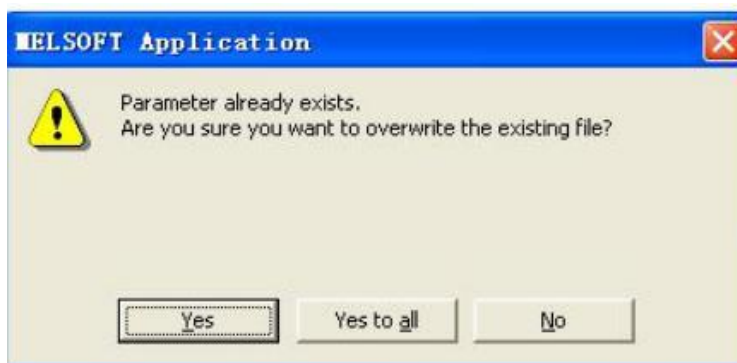 MELSOFT Application
Parameter already exists.
Are you sure you want to overwrite the existing file?
Yes
Yes to all
No